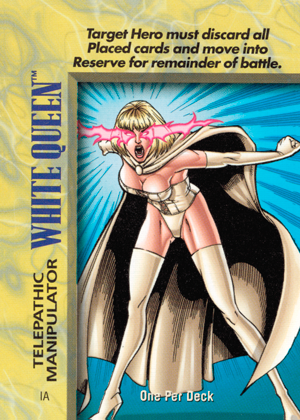 Target Hero must discard all
Placed cards and move into
Reserve for remainder of battle.
WHITE QUEEN™
TELEPATHIC
MANIPULATOR
IA
One Per Deck